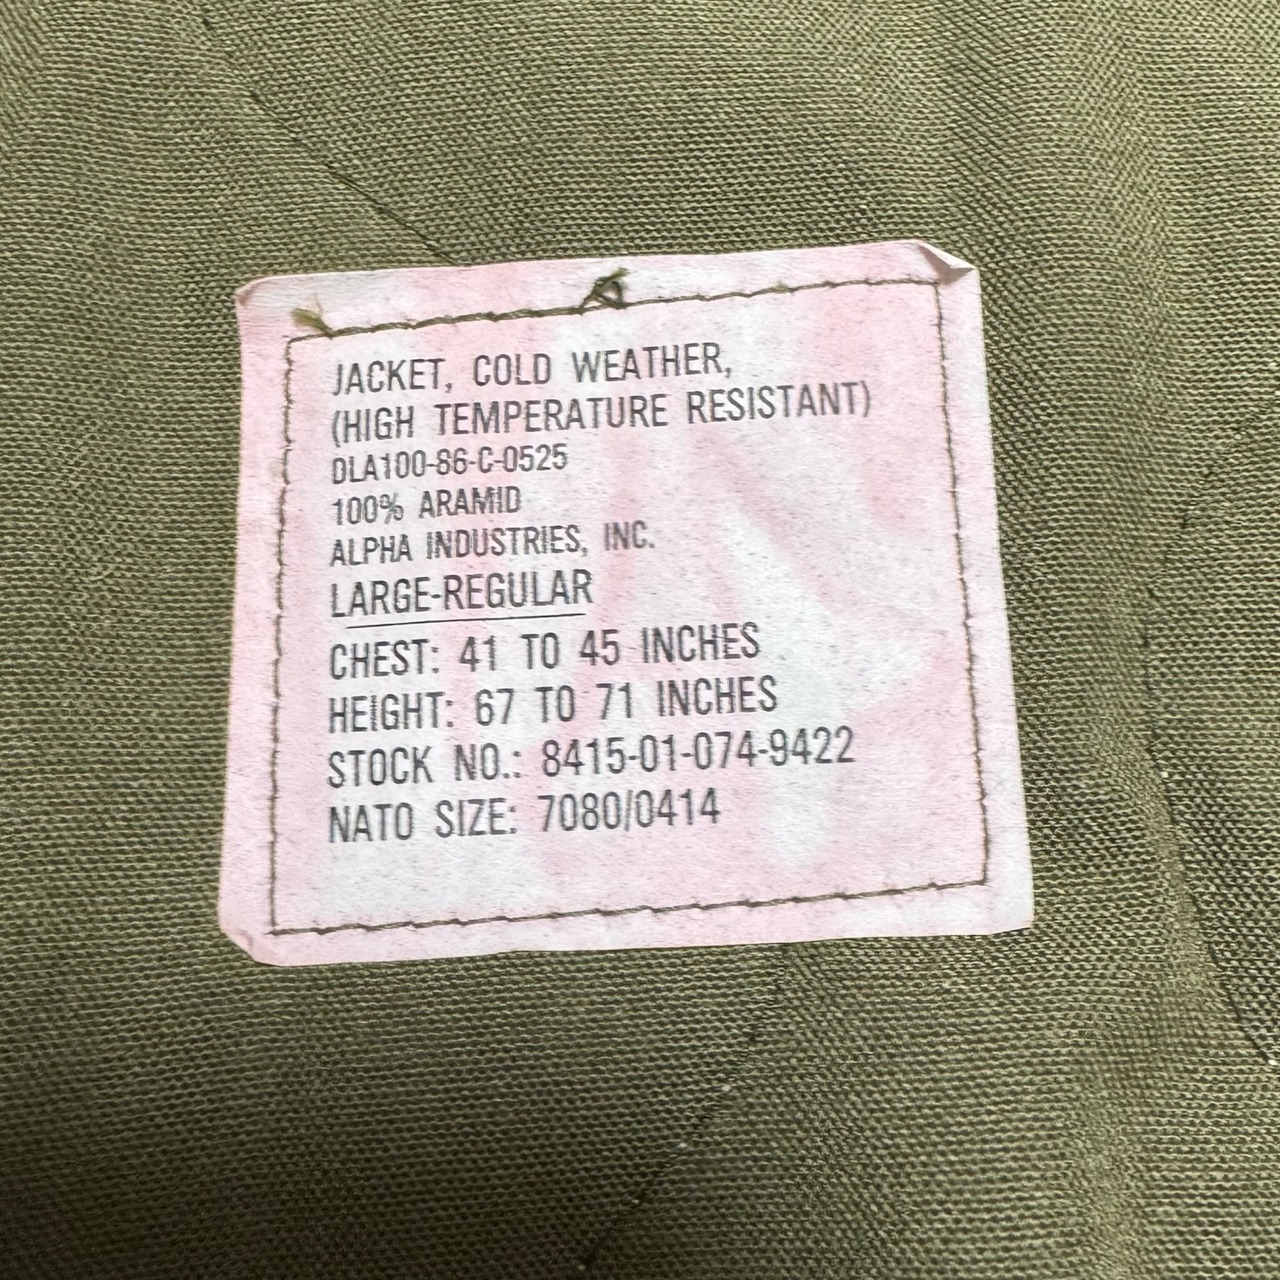 JACKET, COLD WEATHER,
(HIGH TEMPERATURE RESISTANT)
DLA100-86-C-0525
100% ARAMID
ALPHA INDUSTRIES, INC.
LARGE-REGULAR
CHEST: 41 TO 45 INCHES
HEIGHT: 67 TO 71 INCHES
STOCK NO.: 8415-01-074-9422
NATO SIZE: 7080/0414